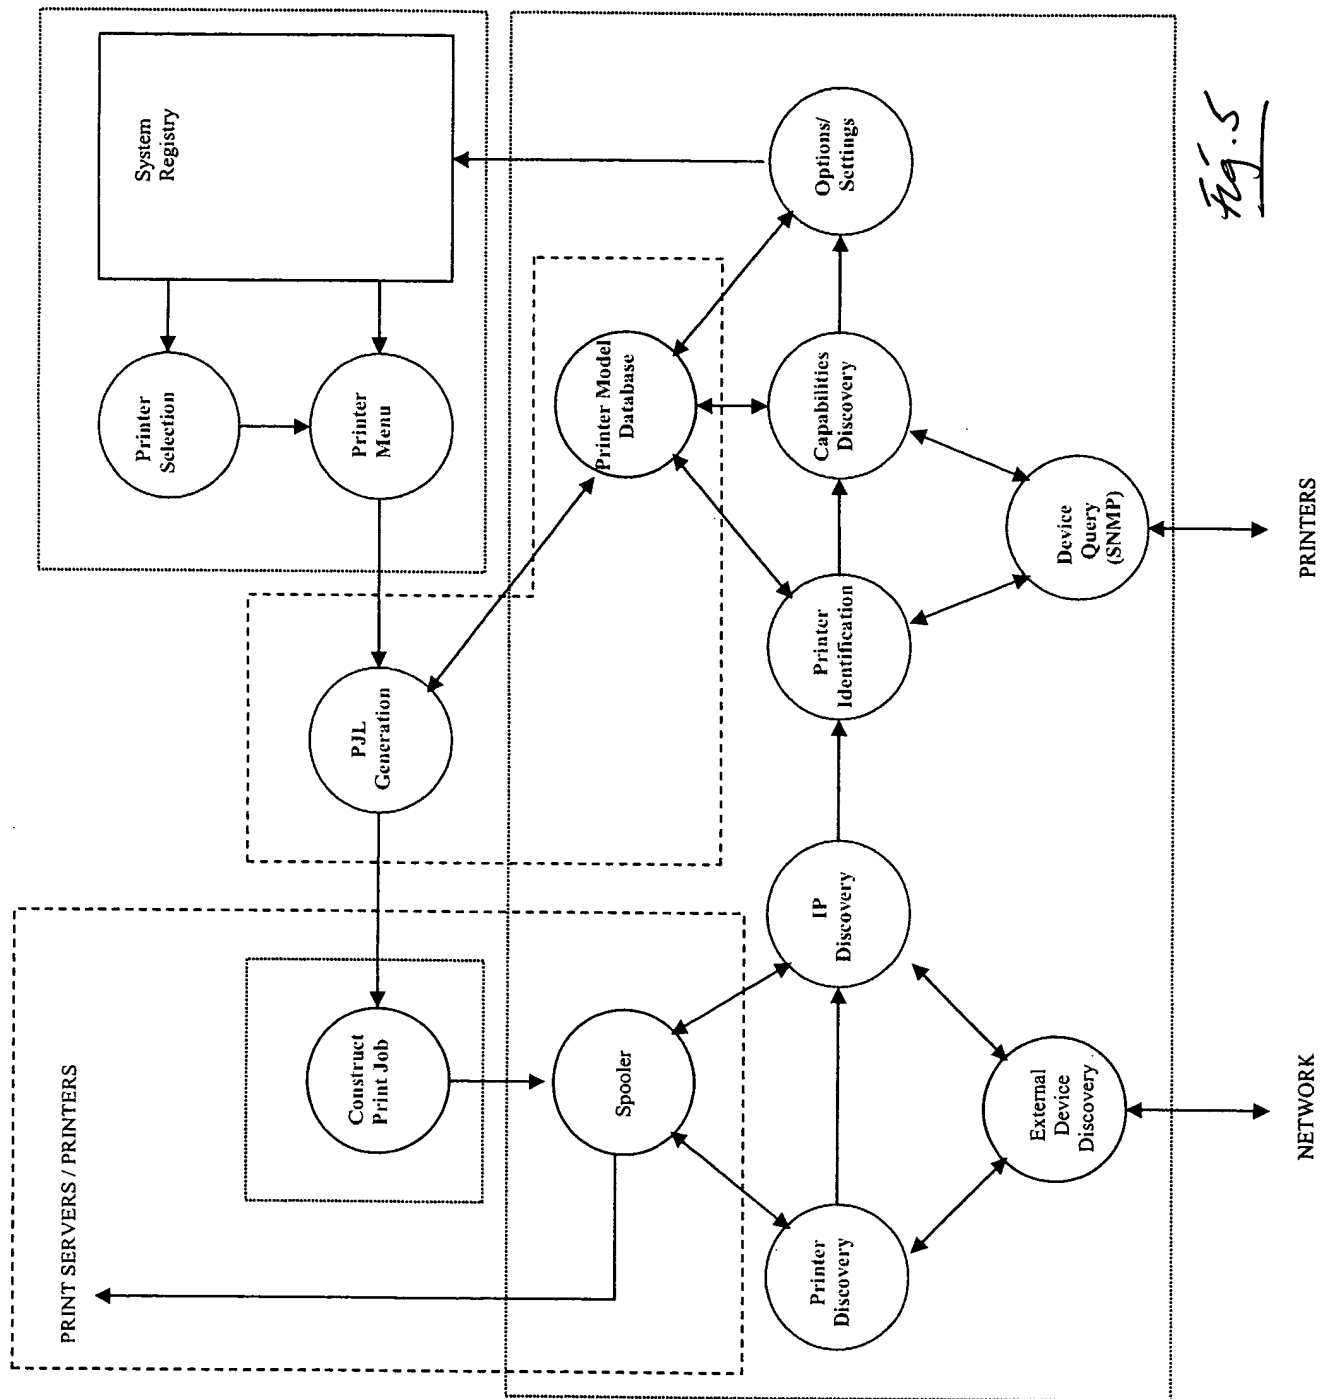 PRINT SERVERS / PRINTERS
Construct
Print Job
PJL
Generation
Printer
Selection
Printer
Menu
System
Registry
Spooler
Printer Model
Database
Printer
Discovery
IP
Discovery
Printer
Identification
Capabilities
Discovery
Options/
Settings
External
Device
Discovery
Device
Query
(SNMP)
NETWORK
PRINTERS
Fig. 5